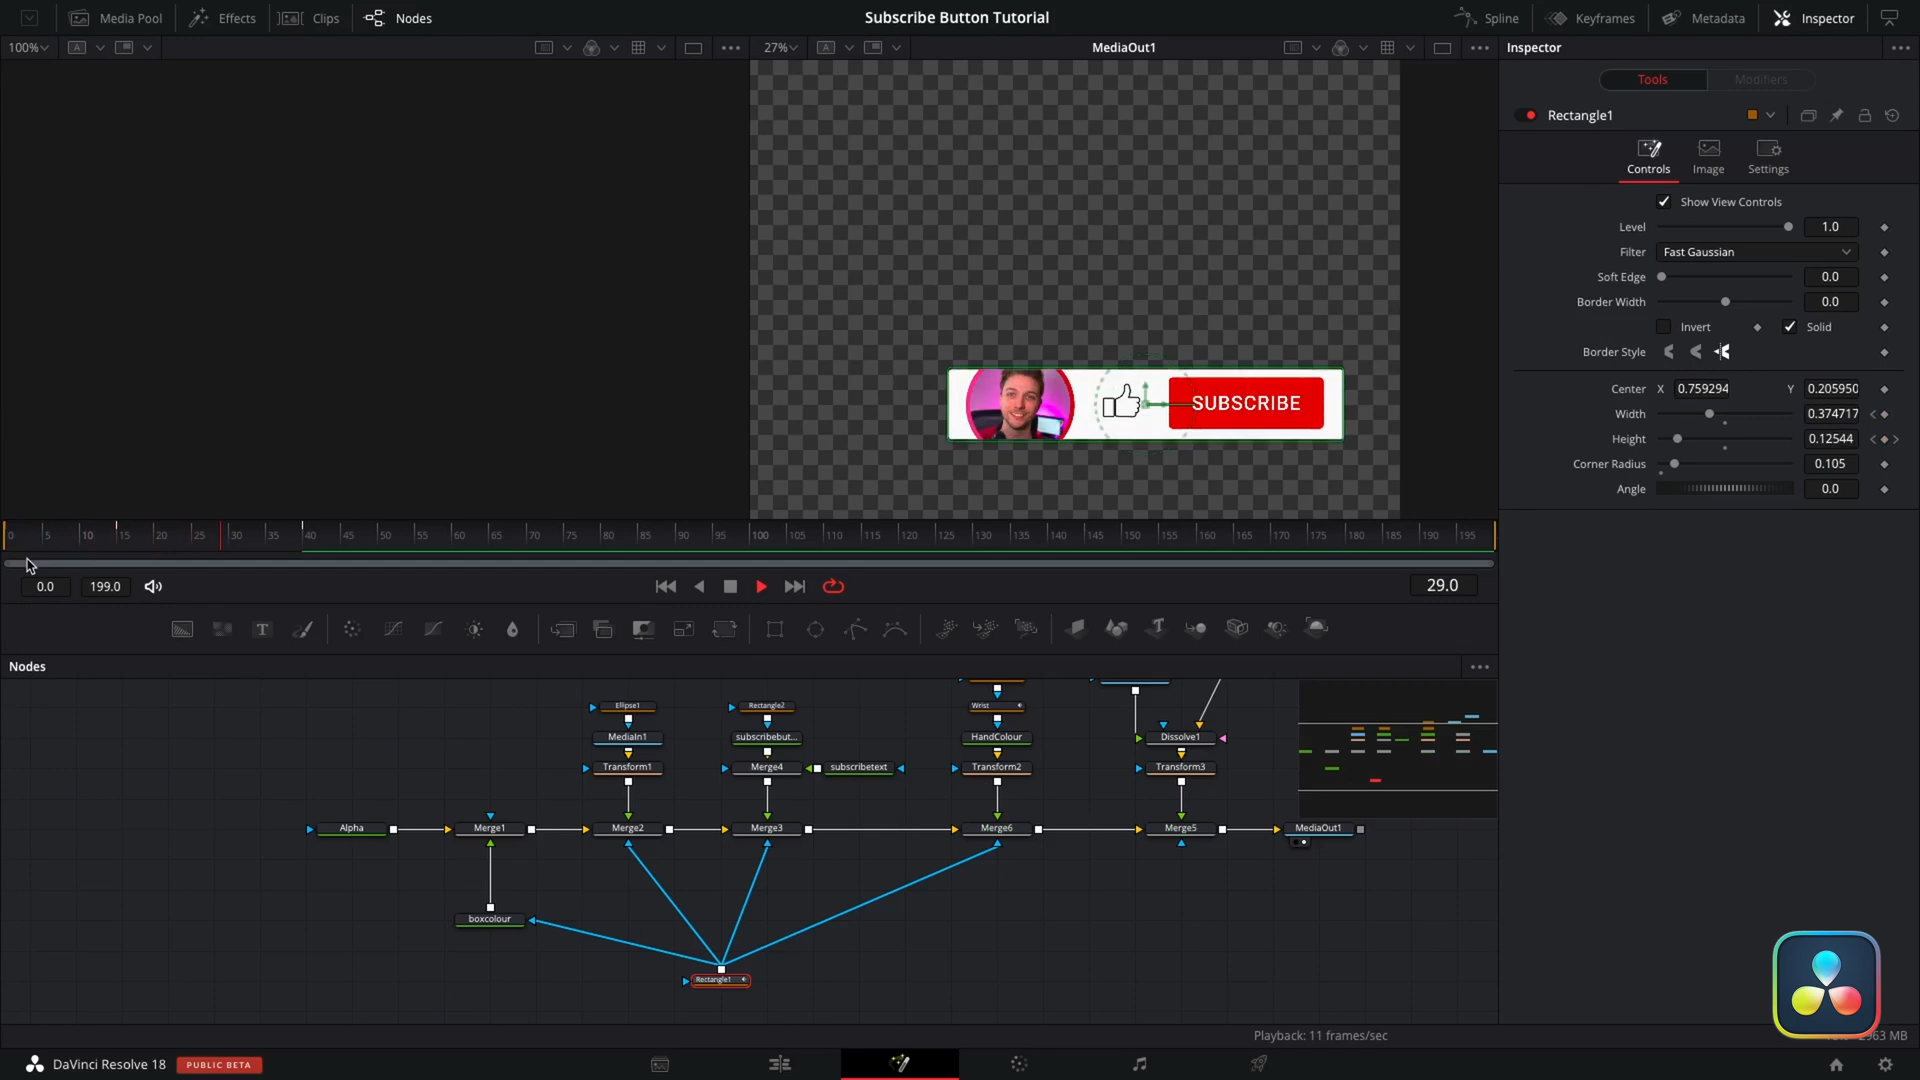 Media Pool
Effects
Clips
Nodes
Subscribe Button Tutorial
Spline
Keyframes
Metadata
Inspector
100%
A
27%
A
MediaOut1
Inspector
Tools
Modifiers
Rectangle1
Controls
Image
Settings
Show View Controls
Level
1.0
Filter
Fast Gaussian
Soft Edge
0.0
Border Width
0.0
Invert
Solid
Border Style
Center
X
0.759294
Y
0.205950
Width
0.374717
Height
0.12544
Corner Radius
0.105
Angle
0.0
SUBSCRIBE
0
5
10
15
20
25
30
35
40
45
50
55
60
65
70
75
80
85
90
95
100
105
110
115
120
125
130
135
140
145
150
155
160
165
170
175
180
185
190
195
0.0
199.0
29.0
Nodes
Ellipse1
Rectangle2
Wrist
MediaIn1
subscribebut...
HandColour
Dissolve1
Transform1
Merge4
subscribetext
Transform2
Transform3
Alpha
Merge1
Merge2
Merge3
Merge6
Merge5
MediaOut1
boxcolour
Rectangle1
Playback: 11 frames/sec
2963 MB
DaVinci Resolve 18
PUBLIC BETA